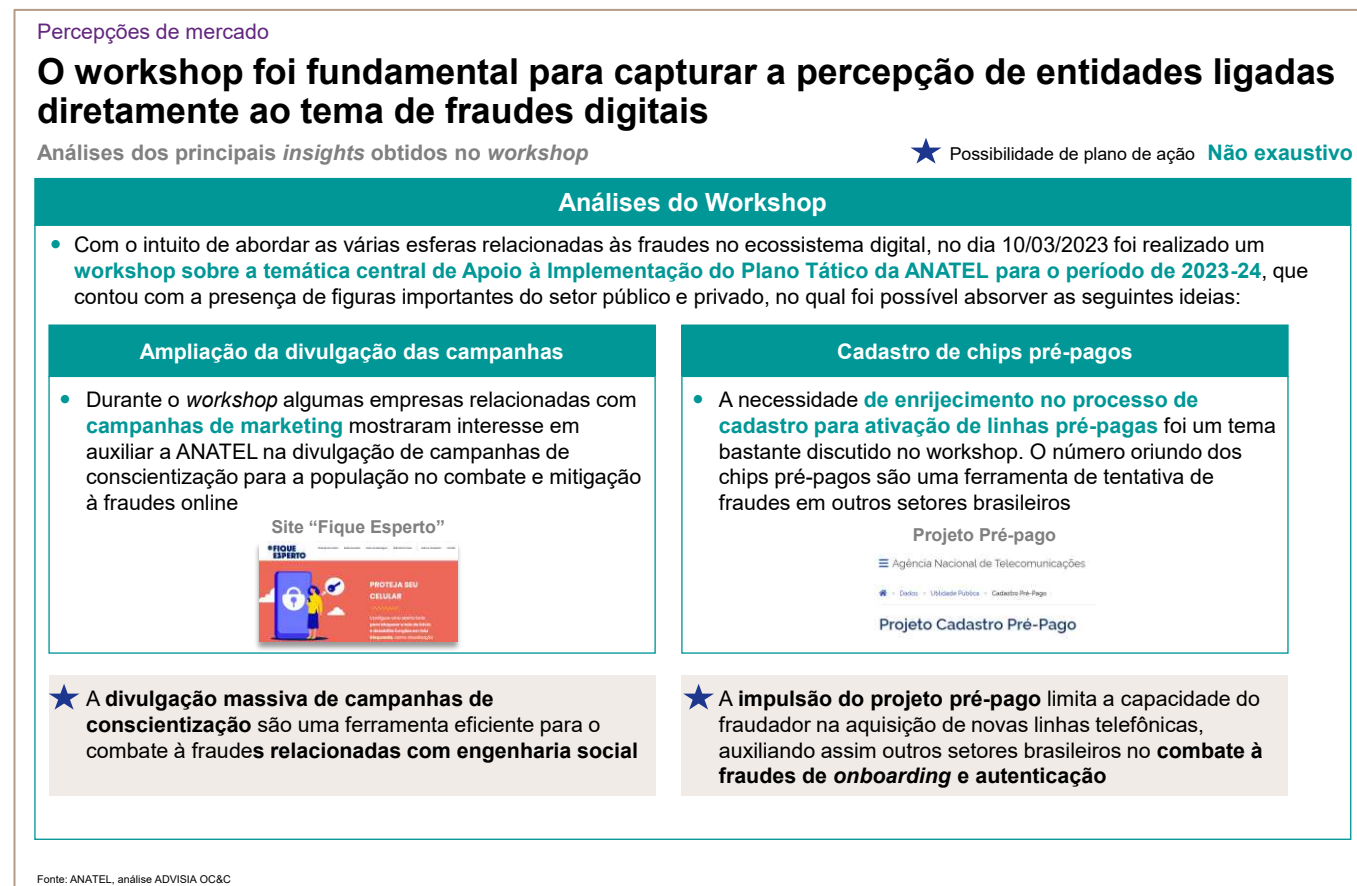 Percepções de mercado
O workshop foi fundamental para capturar a percepção de entidades ligadas
diretamente ao tema de fraudes digitais
Análises dos principais insights obtidos no workshop
Possibilidade de plano de ação Não exaustivo
Análises do Workshop
• Com o intuito de abordar as várias esferas relacionadas às fraudes no ecossistema digital, no dia 10/03/2023 foi realizado um
workshop sobre a temática central de Apoio à Implementação do Plano Tático da ANATEL para o período de 2023-24, que
contou com a presença de figuras importantes do setor público e privado, no qual foi possível absorver as seguintes ideias:
Ampliação da divulgação das campanhas
• Durante o workshop algumas empresas relacionadas com
campanhas de marketing mostraram interesse em
auxiliar a ANATEL na divulgação de campanhas de
conscientização para a população no combate e mitigação
à fraudes online
Site “Fique Esperto”
FIQUE
ESPERTO
PROTEJA SEU
CELULAR
A divulgação massiva de campanhas de
conscientização são uma ferramenta eficiente para o
combate à fraudes relacionadas com engenharia social
Cadastro de chips pré-pagos
• A necessidade de enrijecimento no processo de
cadastro para ativação de linhas pré-pagas foi um tema
bastante discutido no workshop. O número oriundo dos
chips pré-pagos são uma ferramenta de tentativa de
fraudes em outros setores brasileiros
Projeto Pré-pago
Agência Nacional de Telecomunicações
Dados Utilidade Pública Cadastro Pré-Pago
Projeto Cadastro Pré-Pago
A impulsão do projeto pré-pago limita a capacidade do
fraudador na aquisição de novas linhas telefônicas,
auxiliando assim outros setores brasileiros no combate à
fraudes de onboarding e autenticação
Fonte: ANATEL, análise ADVISIA OC&C